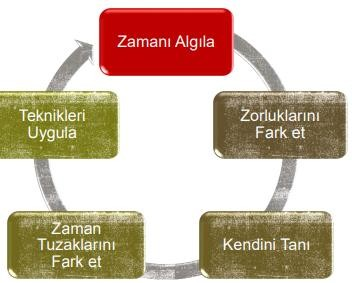 Zamanı Algıla
Zorluklarını
Fark et
Kendini Tanı
Zaman
Tuzaklarını
Fark et
Teknikleri
Uygula